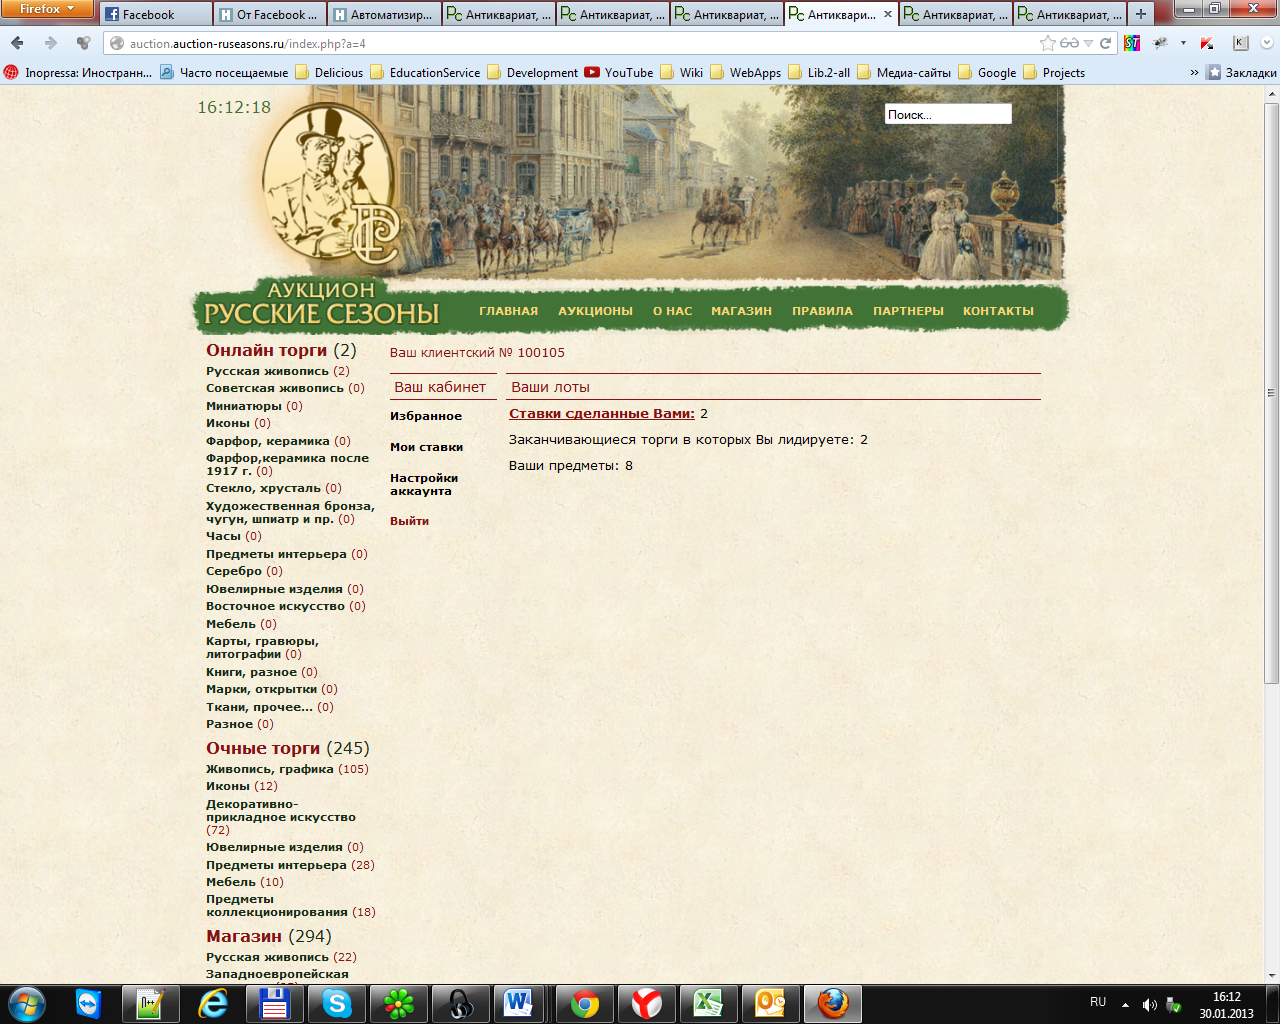 Firefox
Facebook
От Facebook ...
Автоматизир...
Антиквариат, ...
Антиквариат, ...
Антиквариат, ...
Антиквари...
Антиквариат, ...
Антиквариат, ...
auction.auction-ruseasons.ru/index.php?a=4
Inopressa: Иностранн...
Часто посещаемые
Delicious
EducationService
Development
YouTube
Wiki
WebApps
Lib.2-all
Медиа-сайты
Google
Projects
»
Закладки
16:12:18
Поиск...
АУКЦИОН
РУССКИЕ СЕЗОНЫ
ГЛАВНАЯ
АУКЦИОНЫ
О НАС
МАГАЗИН
ПРАВИЛА
ПАРТНЕРЫ
КОНТАКТЫ
Онлайн торги (2)
Русская живопись (2)
Советская живопись (0)
Миниатюры (0)
Иконы (0)
Фарфор, керамика (0)
Фарфор,керамика после
1917 г. (0)
Стекло, хрусталь (0)
Художественная бронза,
чугун, шпиатр и пр. (0)
Часы (0)
Предметы интерьера (0)
Серебро (0)
Ювелирные изделия (0)
Восточное искусство (0)
Мебель (0)
Карты, гравюры,
литографии (0)
Книги, разное (0)
Марки, открытки (0)
Ткани, прочее... (0)
Разное (0)
Очные торги (245)
Живопись, графика (105)
Иконы (12)
Декоративно-
прикладное искусство
(72)
Ювелирные изделия (0)
Предметы интерьера (28)
Мебель (10)
Предметы
коллекционирования (18)
Магазин (294)
Русская живопись (22)
Западноевропейская
Ваш клиентский № 100105
Ваш кабинет
Избранное
Мои ставки
Настройки
аккаунта
Выйти
Ваши лоты
Ставки сделанные Вами: 2
Заканчивающиеся торги в которых Вы лидируете: 2
Ваши предметы: 8
RU
16:12
30.01.2013